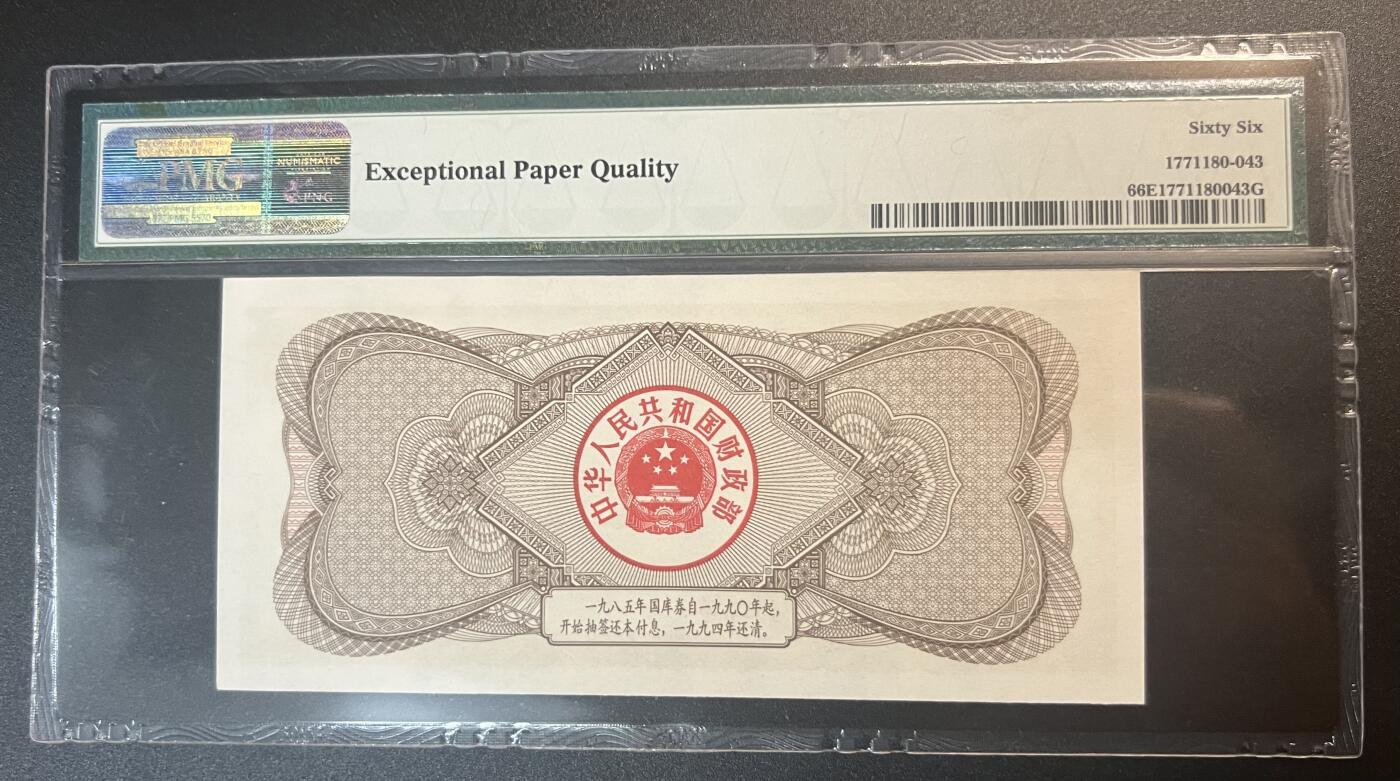 PMG
NUMISMATIC
Exceptional Paper Quality
Sixty Six
1771180-043
66E1771180043G
中华人民共和国财政部
一九八五年国库券自一九九〇年起，
开始抽签还本付息，一九九四年还清。